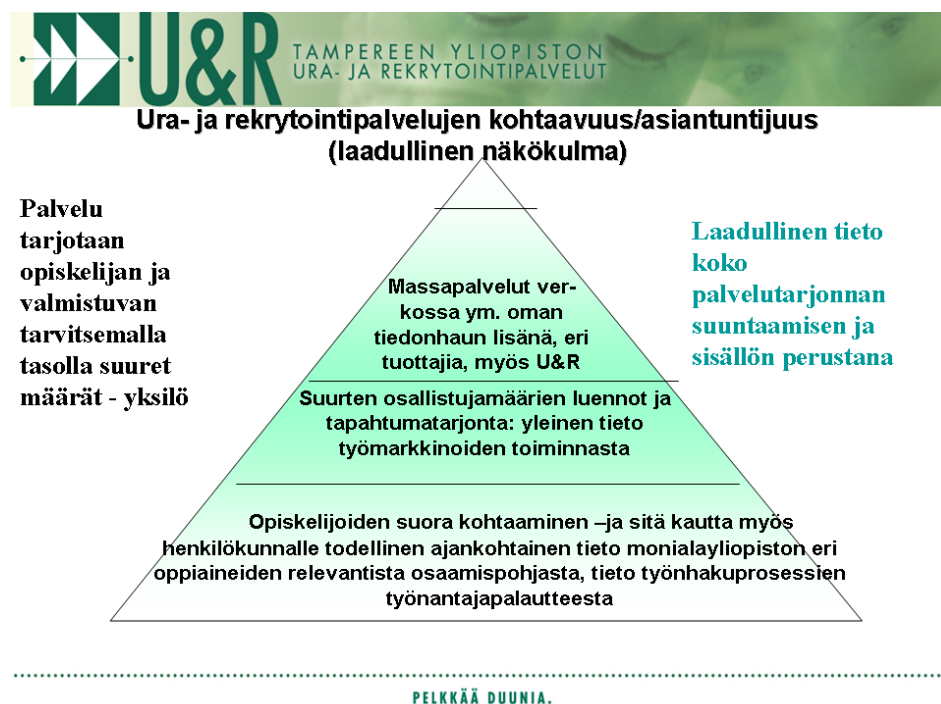 U&R
TAMPEREEN YLIOPISTON
URA- JA REKRYTOINTIPALVELUT
Ura- ja rekrytointipalvelujen kohtaavuus/asiantuntijuus
(laadullinen näkökulma)
Palvelu
tarjotaan
opiskelijan ja
valmistuvan
tarvitsemalla
tasolla suuret
määrät - yksilö
Laadullinen tieto
koko
palvelutarjonnan
suuntaamisen ja
sisällön perustana
Massapalvelut ver-
kossa ym. oman
tiedonhaun lisänä, eri
tuottajia, myös U&R
Suurten osallistujamäärien luennot ja
tapahtumatarjonta: yleinen tieto
työmarkkinoiden toiminnasta
Opiskelijoiden suora kohtaaminen –ja sitä kautta myös
henkilökunnalle todellinen ajankohtainen tieto monialayliopiston eri
oppiaineiden relevantista osaamispohjasta, tieto työnhakuprosessien
työnantajapalautteesta
PELKKÄÄ DUUNIA.